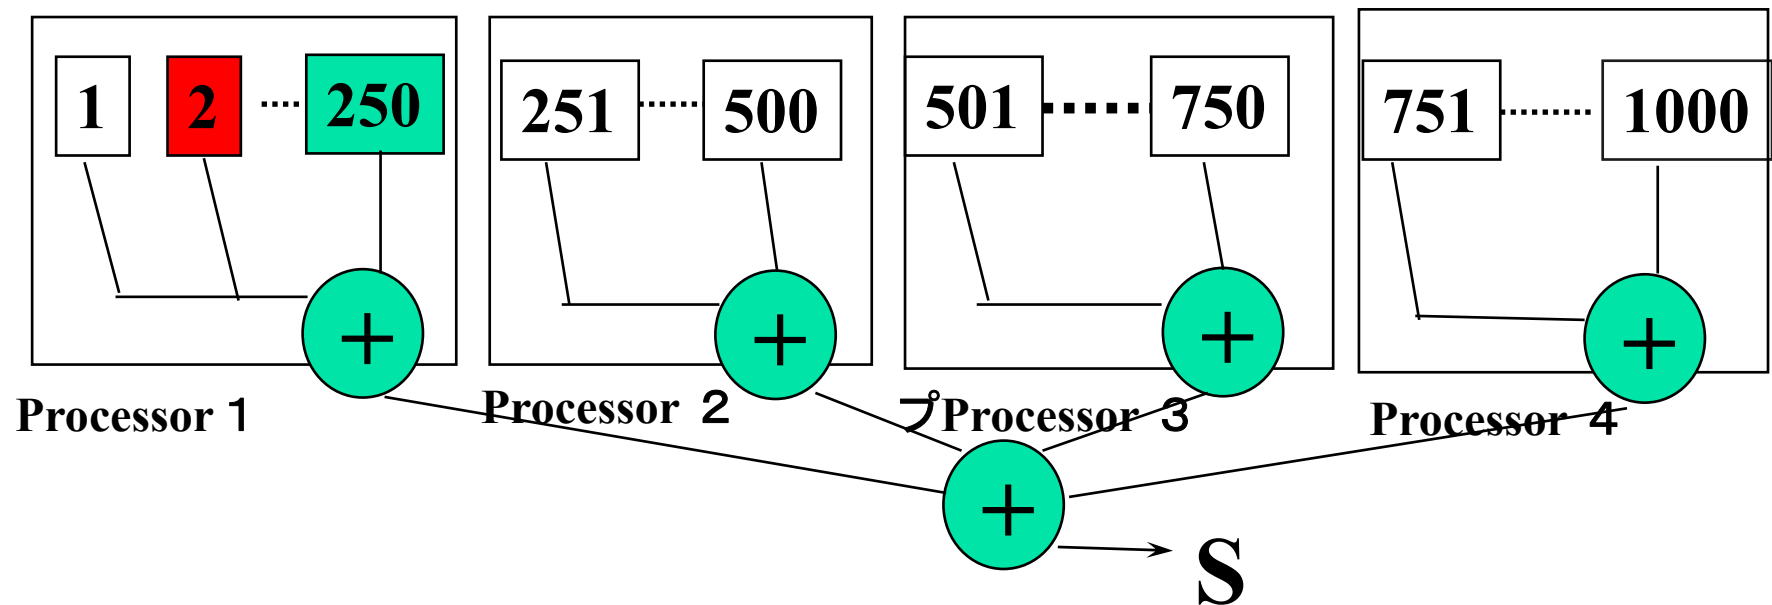 1 2 ..... 250 251 ........ 500 501 ........ 750 751 ........ 1000
+ + + +
Processor 1 Processor 2 プProcessor 3 Processor 4
+
S